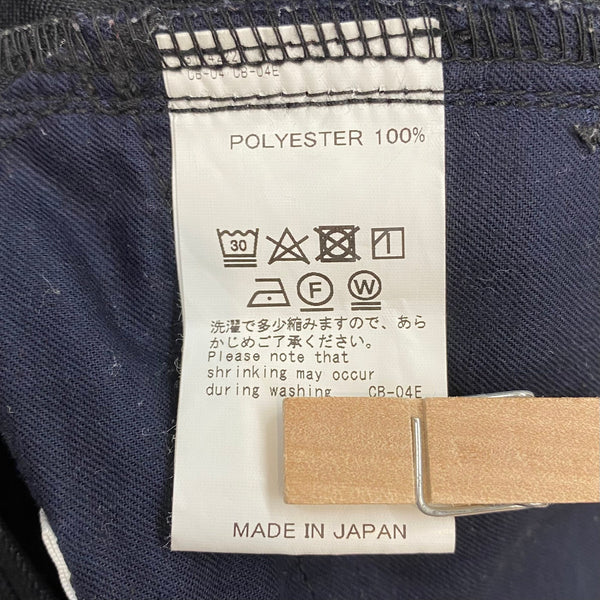 CB-04 CB-04E
POLYESTER 100%
30
F W
洗濯で多少縮みますので、あら
かじめご了承ください。
Please note that
shrinking may occur
during washing CB-04E
MADE IN JAPAN